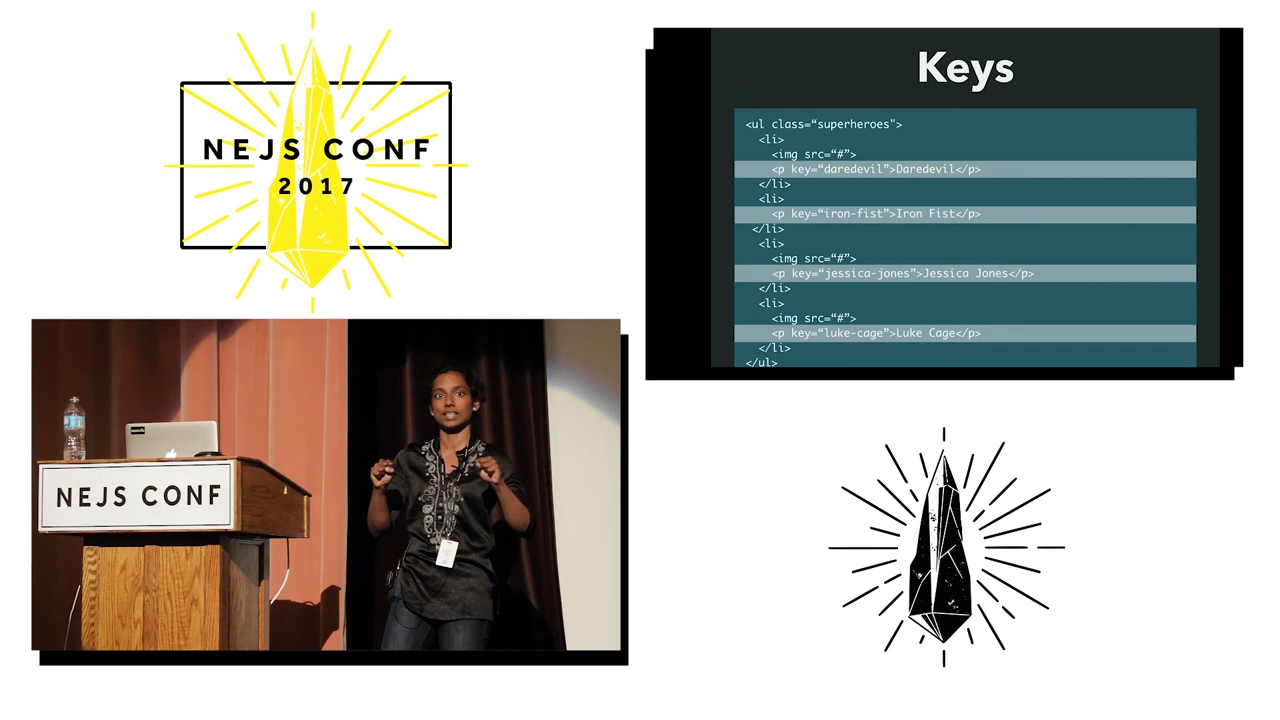 NEJS CONF
2017
Keys
<ul class=“superheroes">
<li>
<img src=“#”>
<p key=“daredevil”>Daredevil</p>
</li>
<li>
<p key=“iron-fist”>Iron Fist</p>
</li>
<li>
<img src=“#”>
<p key=“jessica-jones”>Jessica Jones</p>
</li>
<li>
<img src=“#”>
<p key=“luke-cage”>Luke Cage</p>
</li>
</ul>
NEJS CONF